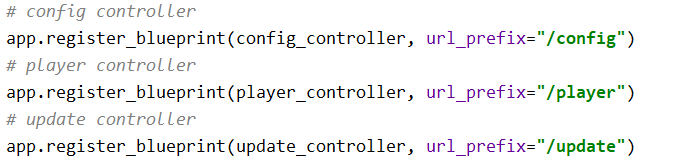 # config controller
app.register_blueprint(config_controller, url_prefix="/config")
# player controller
app.register_blueprint(player_controller, url_prefix="/player")
# update controller
app.register_blueprint(update_controller, url_prefix="/update")